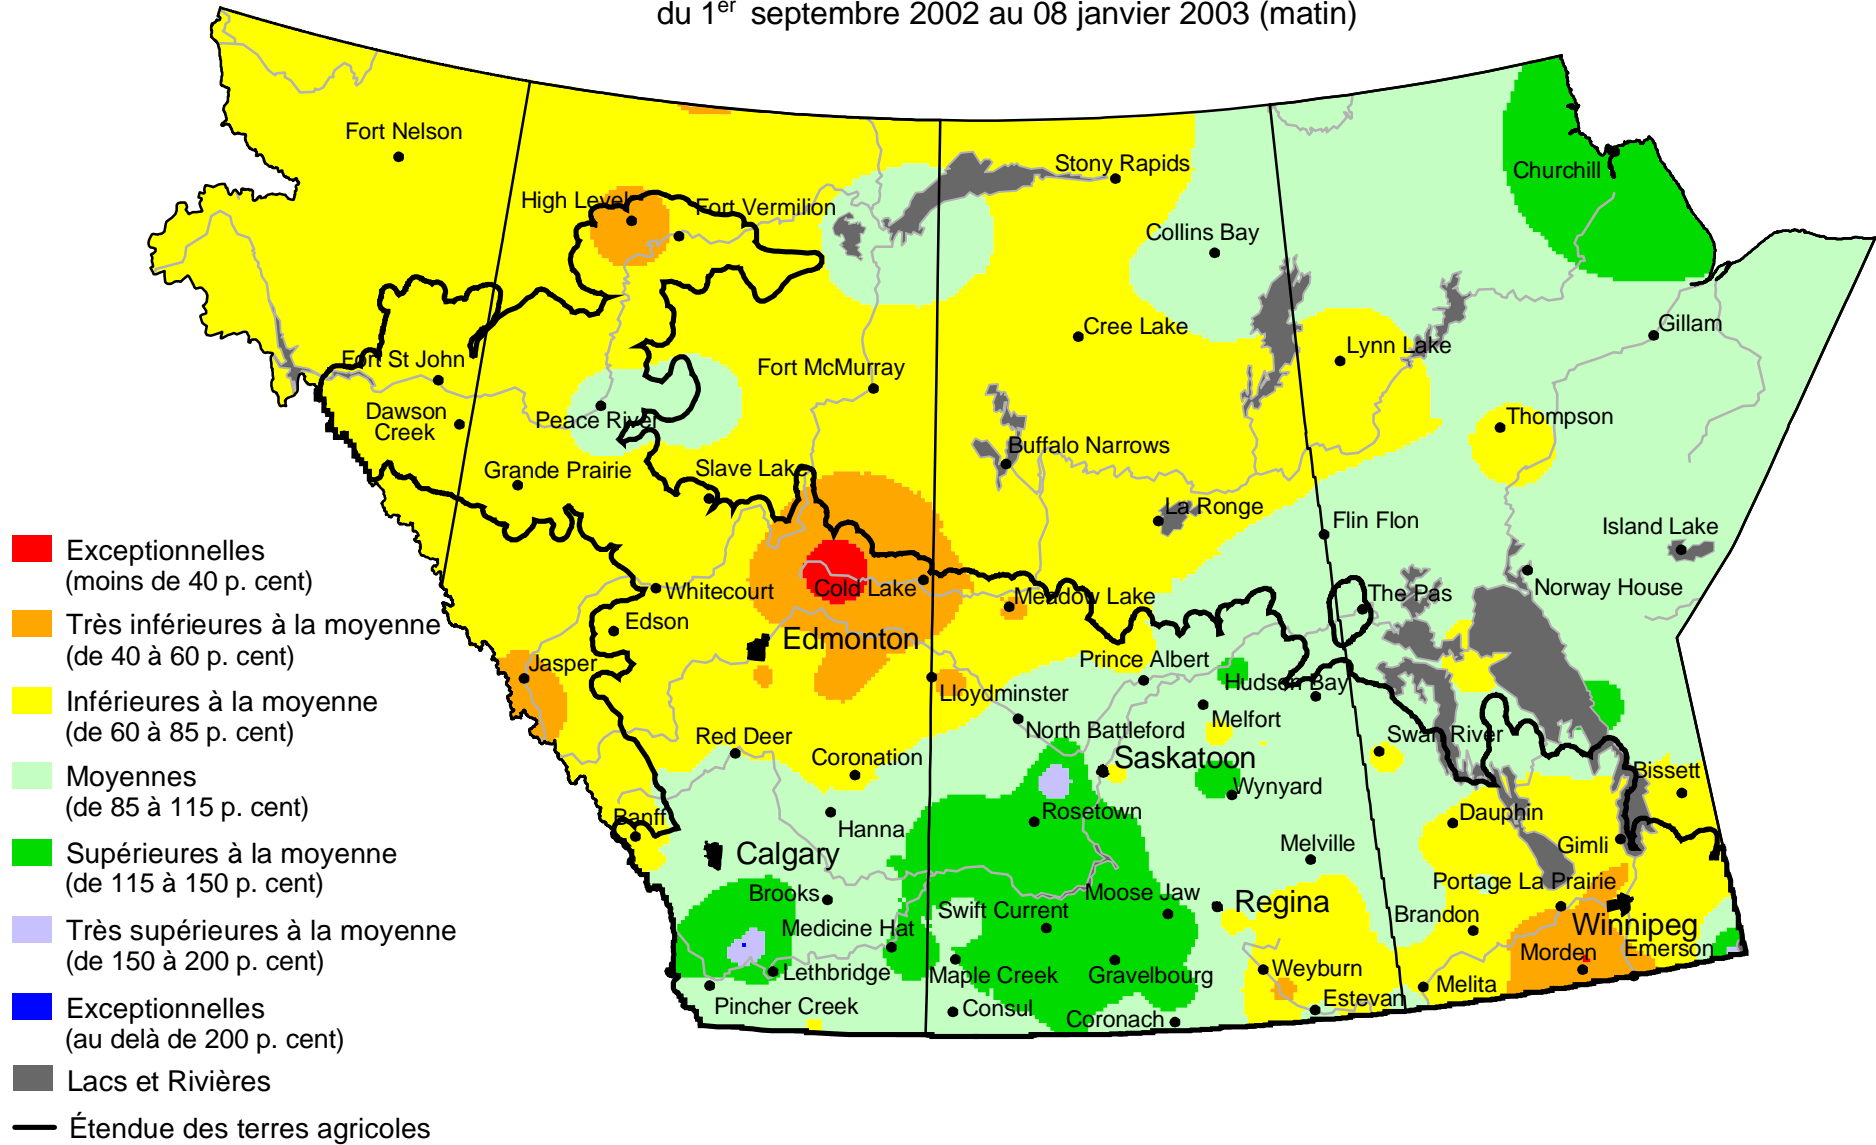 du 1er septembre 2002 au 08 janvier 2003 (matin)
Fort Nelson
High Level
Fort Vermilion
Stony Rapids
Churchill
Collins Bay
Cree Lake
Gillam
Fort St John
Fort McMurray
Lynn Lake
Dawson
Creek
Peace River
Thompson
Buffalo Narrows
Grande Prairie
Slave Lake
La Ronge
Flin Flon
Island Lake
Whitecourt
Cold Lake
Meadow Lake
The Pas
Norway House
Edson
Edmonton
Jasper
Prince Albert
Hudson Bay
Lloydminster
Melfort
North Battleford
Red Deer
Swan River
Coronation
Saskatoon
Bissett
Wynyard
Banff
Hanna
Rosetown
Dauphin
Calgary
Melville
Gimli
Brooks
Moose Jaw
Portage La Prairie
Swift Current
Regina
Brandon
Medicine Hat
Winnipeg
Morden
Emerson
Lethbridge
Maple Creek
Gravelbourg
Weyburn
Melita
Pincher Creek
Consul
Coronach
Estevan
Exceptionnelles
(moins de 40 p. cent)
Très inférieures à la moyenne
(de 40 à 60 p. cent)
Inférieures à la moyenne
(de 60 à 85 p. cent)
Moyennes
(de 85 à 115 p. cent)
Supérieures à la moyenne
(de 115 à 150 p. cent)
Très supérieures à la moyenne
(de 150 à 200 p. cent)
Exceptionnelles
(au delà de 200 p. cent)
Lacs et Rivières
Étendue des terres agricoles